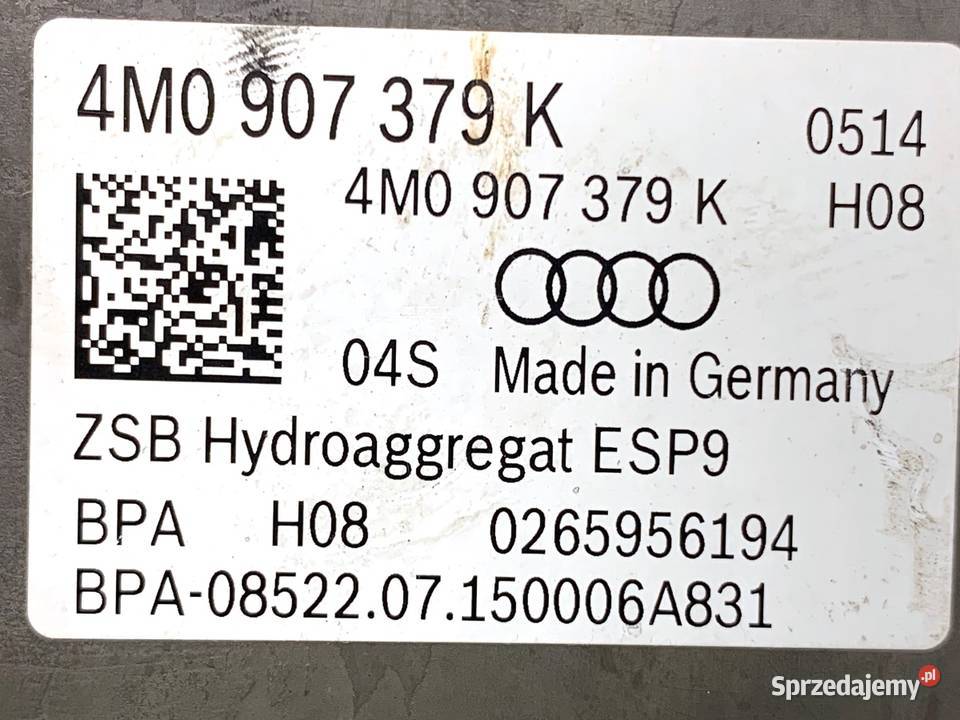 4M0 907 379 K 0514
4M0 907 379 K H08
04S Made in Germany
ZSB Hydroaggregat ESP9
BPA H08 0265956194
BPA-08522.07.150006A831
Sprzedajemy.pl